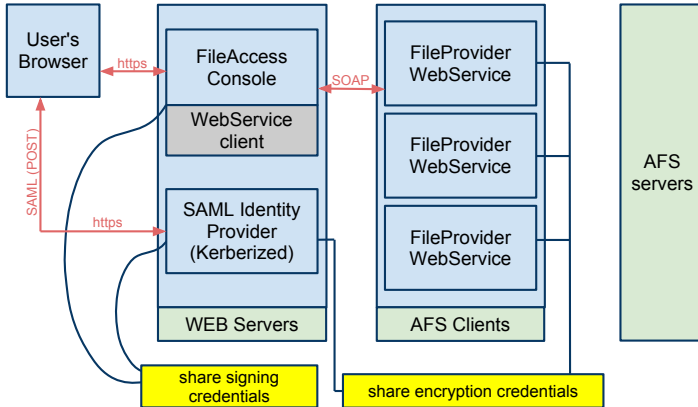 User's
Browser
https
SAML (POST)
https
FileAccess
Console
WebService
client
SAML Identity
Provider
(Kerberized)
WEB Servers
SOAP
FileProvider
WebService
FileProvider
WebService
FileProvider
WebService
AFS Clients
AFS
servers
share signing
credentials
share encryption credentials